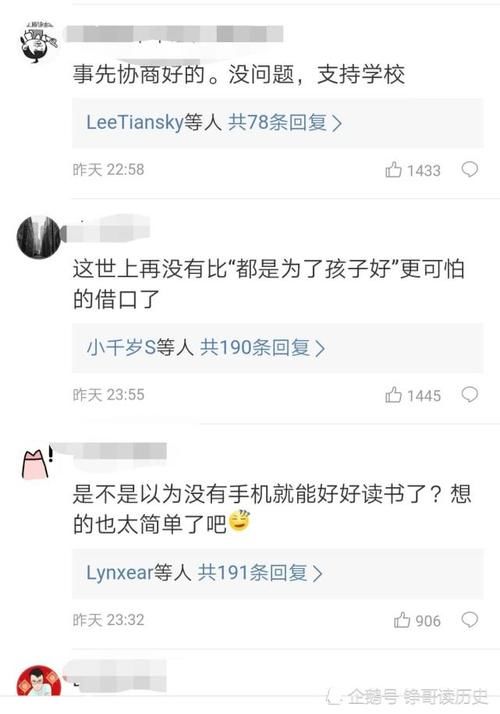 事先协商好的。没问题，支持学校
LeeTiansky等人 共78条回复>
昨天 22:58
1433
这世上再没有比“都是为了孩子好”更可怕
的借口了
小千岁S等人 共190条回复>
昨天 23:55
1445
是不是以为没有手机就能好好读书了？想
的也太简单了吧
Lynxear等人 共191条回复>
昨天 23:32
906
企鹅号 铮哥读历史